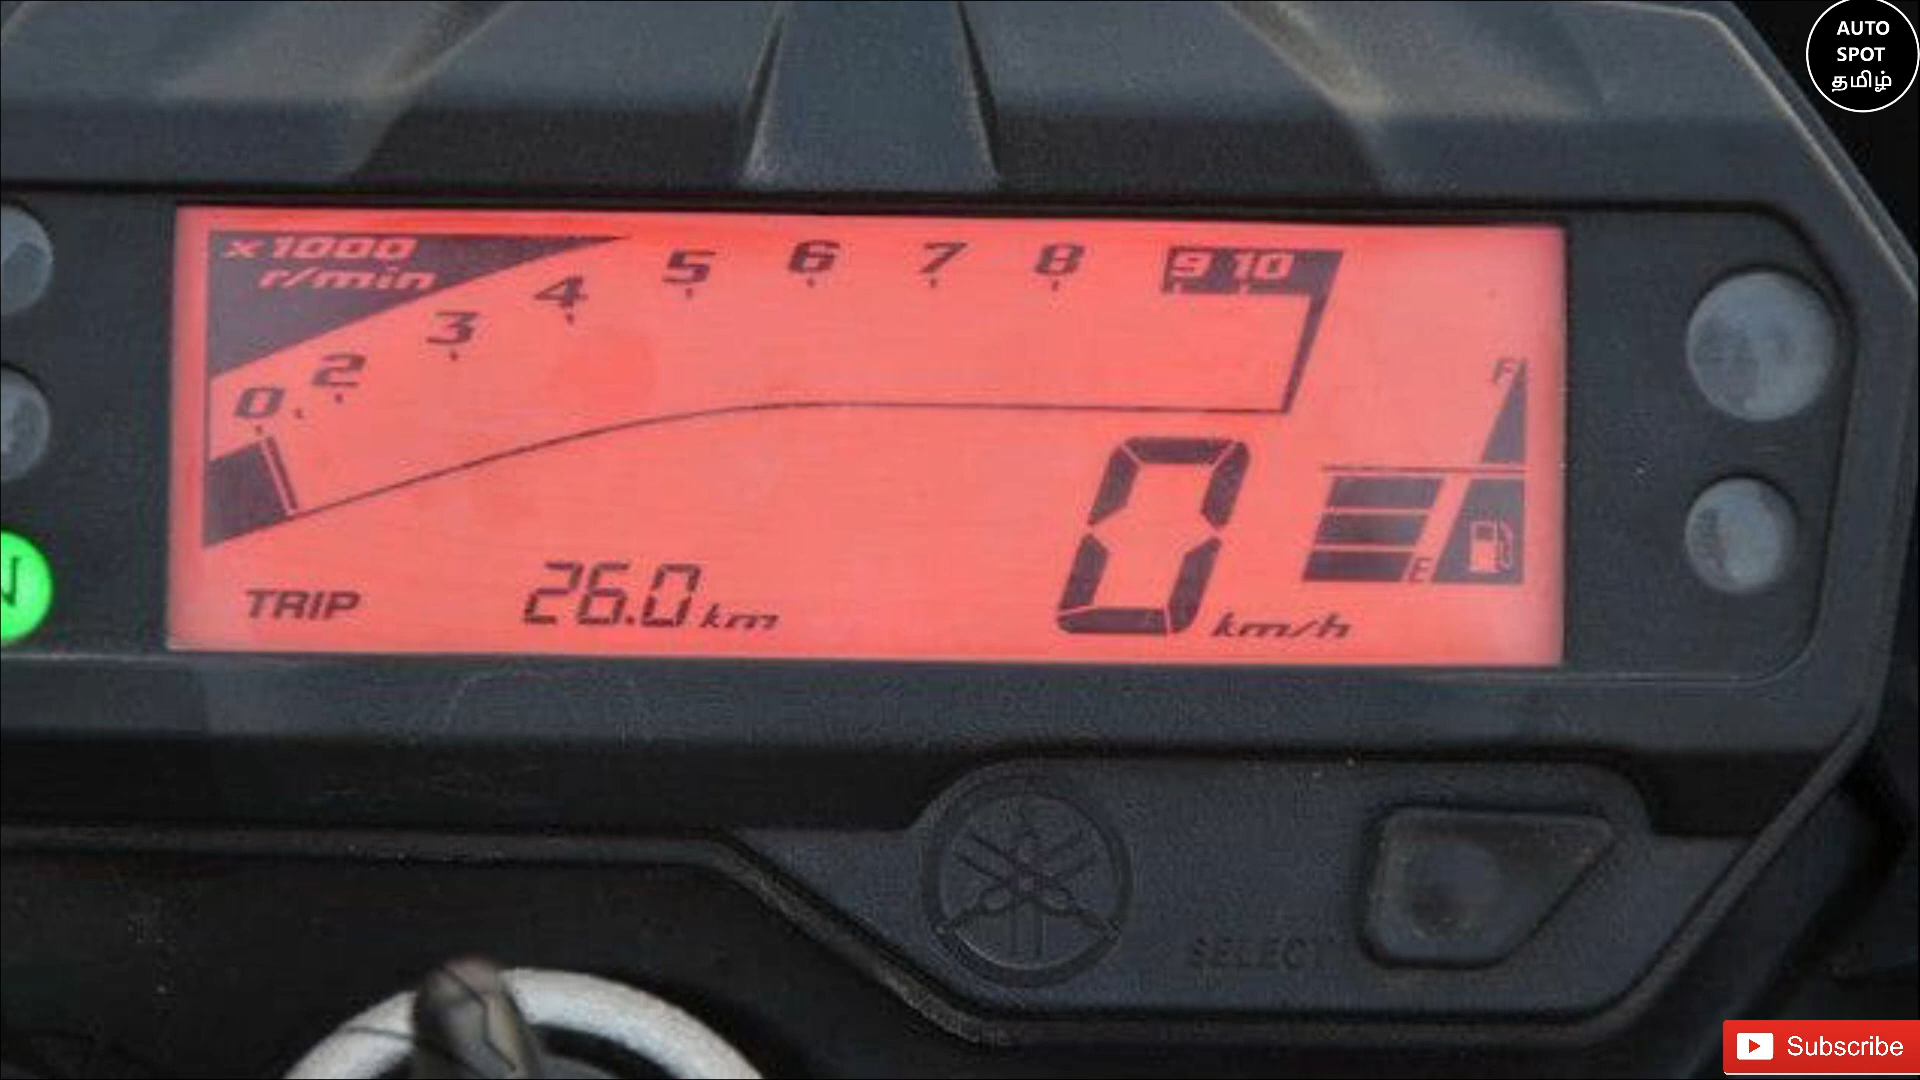 AUTO
SPOT
தமிழ்
x1000
r/min
0 2 3 4 5 6 7 8 9 10
F
E
N
TRIP 26.0 km
0 km/h
SELECT
Subscribe